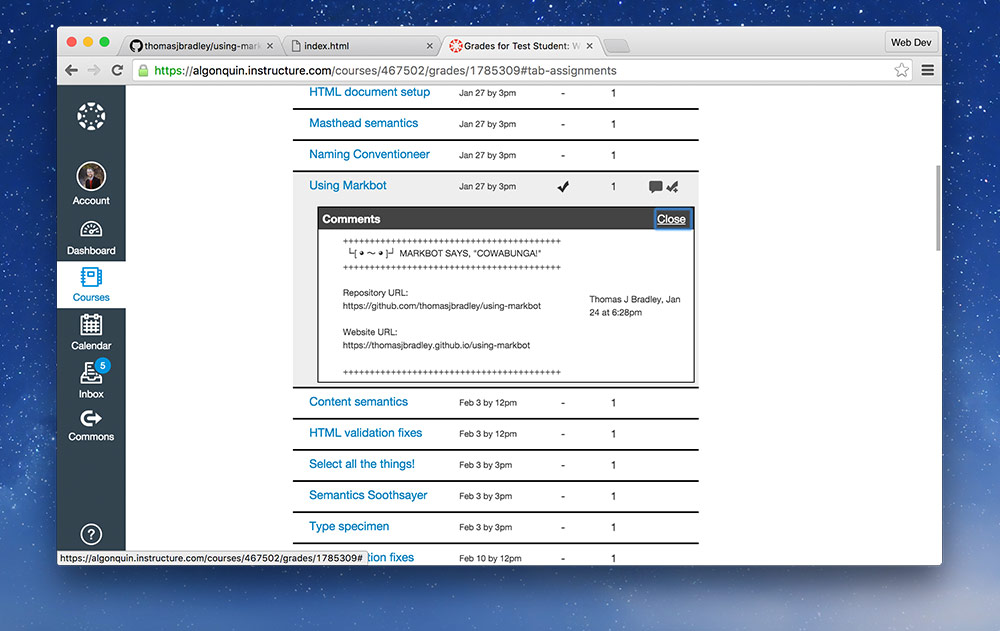 thomasjbradley/using-mark
index.html
Grades for Test Student: W
Web Dev
https://algonquin.instructure.com/courses/467502/grades/1785309#tab-assignments
Account
Dashboard
Courses
Calendar
5
Inbox
Commons
?
HTML document setup Jan 27 by 3pm - 1
Masthead semantics Jan 27 by 3pm - 1
Naming Conventioneer Jan 27 by 3pm - 1
Using Markbot Jan 27 by 3pm ✔ 1
Comments Close
+++++++++++++++++++++++++++++++++++++++++
└[ ◕ 〜 ◕ ]┘ MARKBOT SAYS, "COWABUNGA!"
+++++++++++++++++++++++++++++++++++++++++
Repository URL:
https://github.com/thomasjbradley/using-markbot
Website URL:
https://thomasjbradley.github.io/using-markbot
+++++++++++++++++++++++++++++++++++++++++
Thomas J Bradley, Jan
24 at 6:28pm
Content semantics Feb 3 by 12pm - 1
HTML validation fixes Feb 3 by 12pm - 1
Select all the things! Feb 3 by 3pm - 1
Semantics Soothsayer Feb 3 by 3pm - 1
Type specimen Feb 3 by 3pm - 1
tion fixes Feb 10 by 12pm - 1
https://algonquin.instructure.com/courses/467502/grades/1785309#